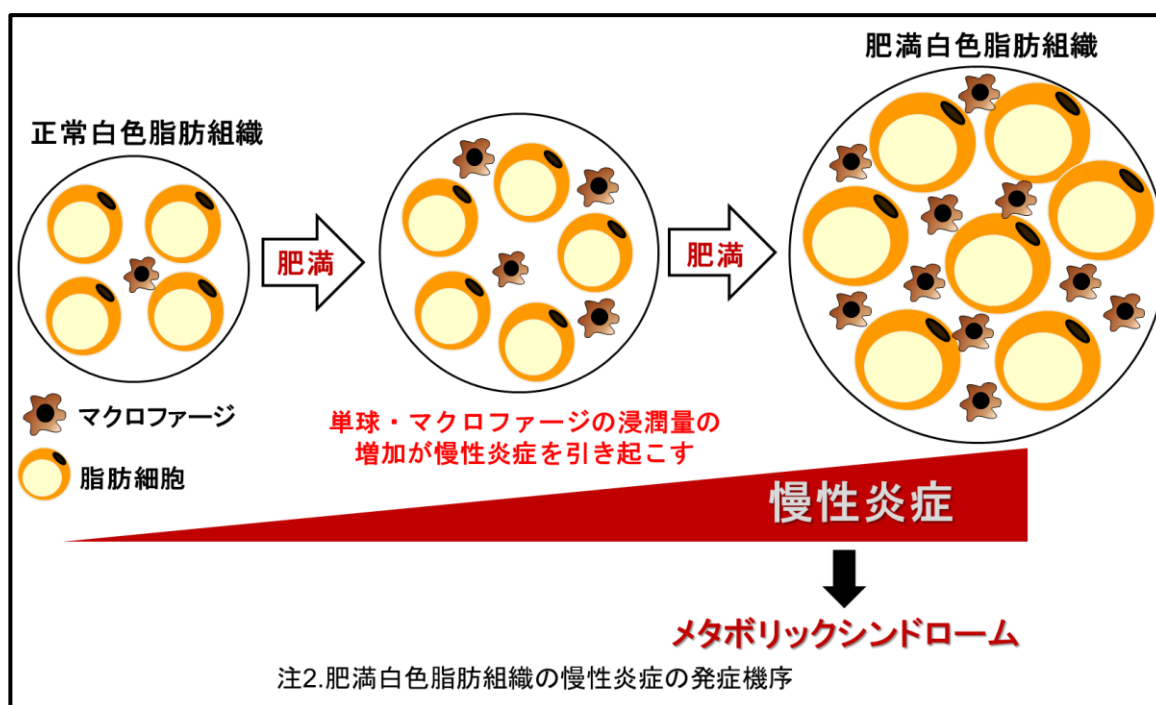 肥満白色脂肪組織
正常白色脂肪組織
肥満
肥満
マクロファージ
脂肪細胞
単球・マクロファージの浸潤量の
増加が慢性炎症を引き起こす
慢性炎症
メタボリックシンドローム
注2.肥満白色脂肪組織の慢性炎症の発症機序